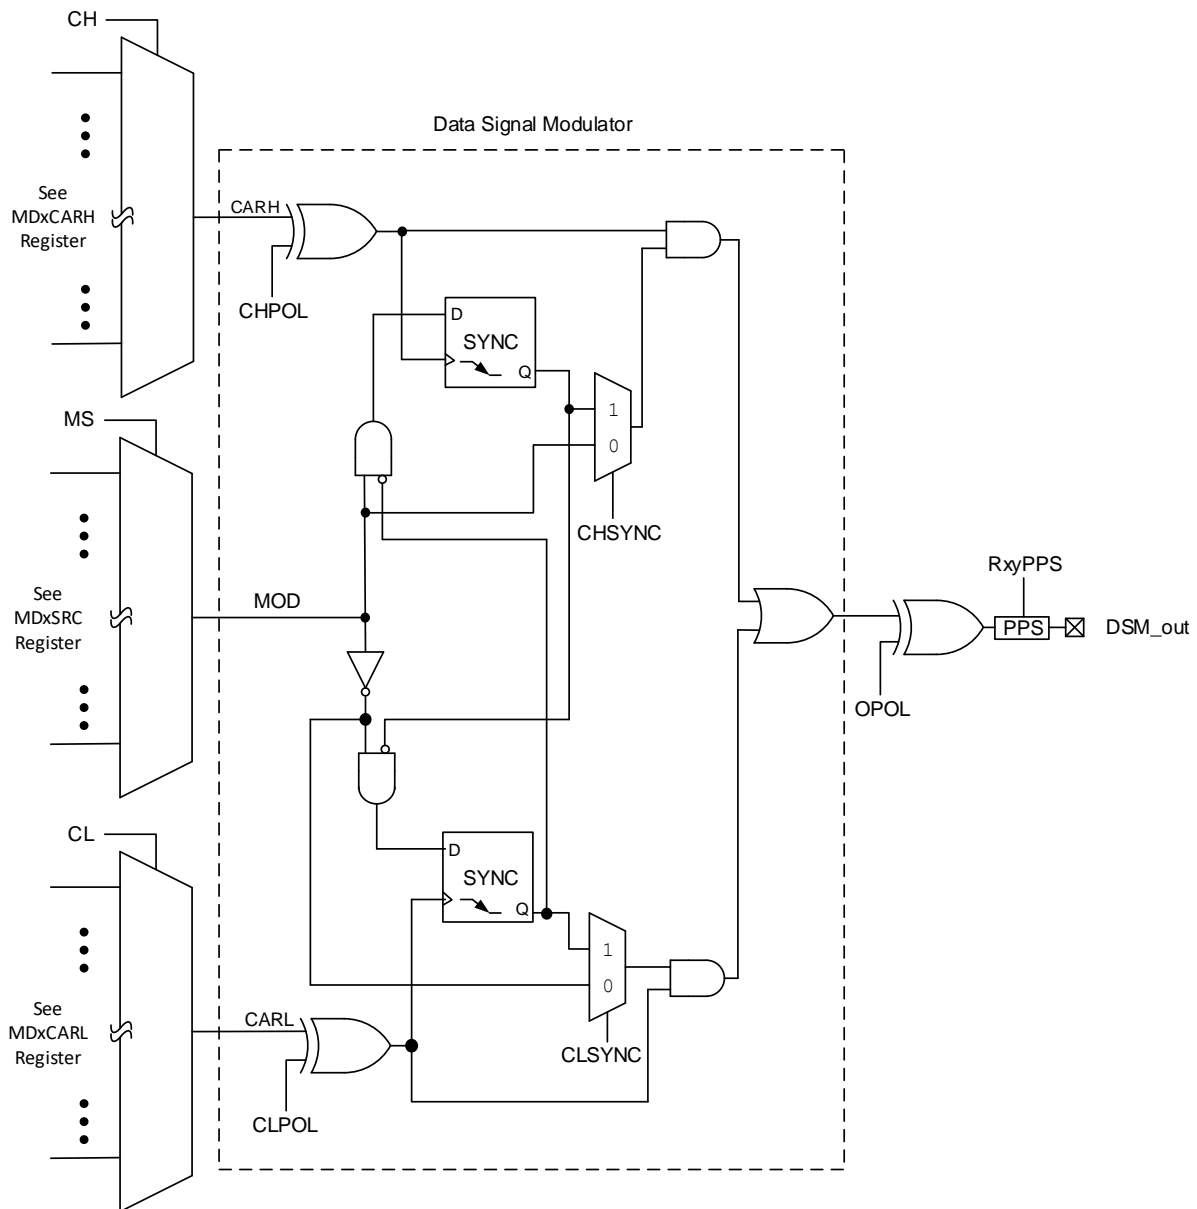 CH
Data Signal Modulator
See
MDxCARH
Register
CARH
CHPOL
D
SYNC
Q
1
0
CHSYNC
MS
See
MDxSRC
Register
MOD
RxyPPS
PPS
DSM_out
OPOL
CL
D
SYNC
Q
1
0
CLSYNC
See
MDxCARL
Register
CARL
CLPOL